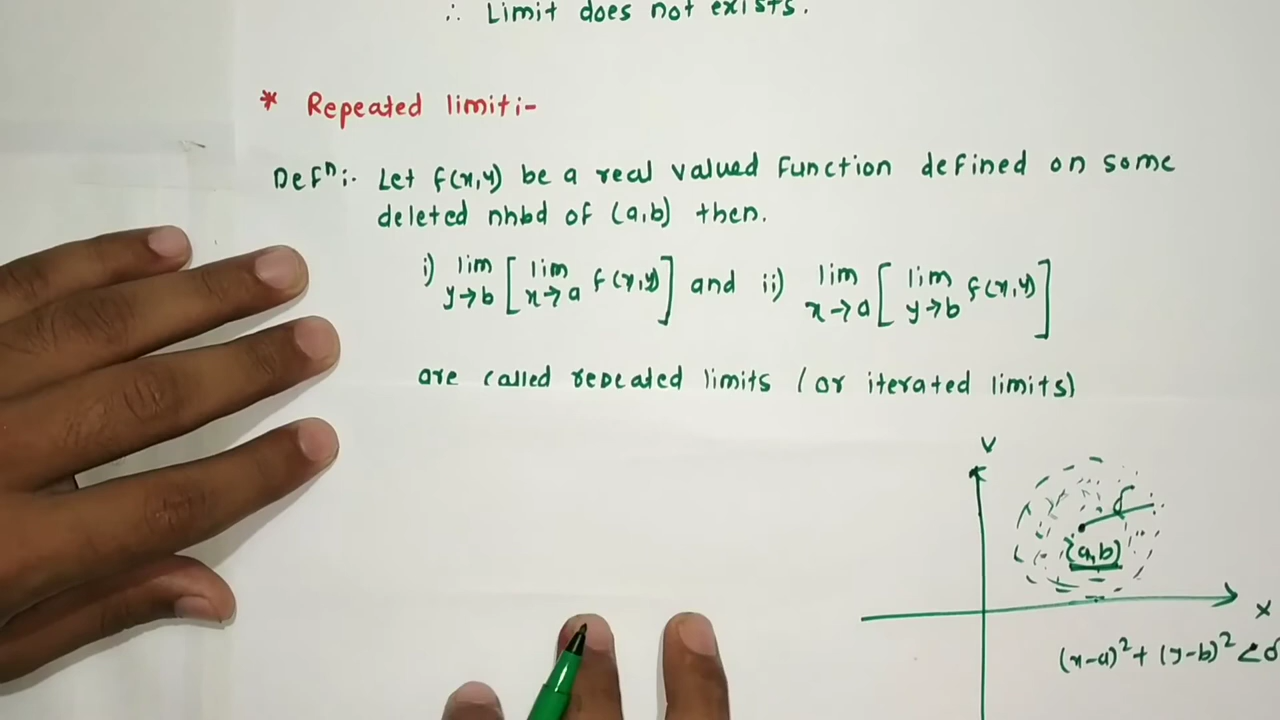 ∴ Limit does not exists.
* Repeated limit:-
Defⁿ:- Let f(x,y) be a real valued function defined on some
deleted nhbd of (a,b) then.
i) lim y→b [ lim x→a f(x,y) ] and ii) lim x→a [ lim y→b f(x,y) ]
are called repeated limits (or iterated limits)
y
δ
(a,b)
x
(x-a)² + (y-b)² < δ